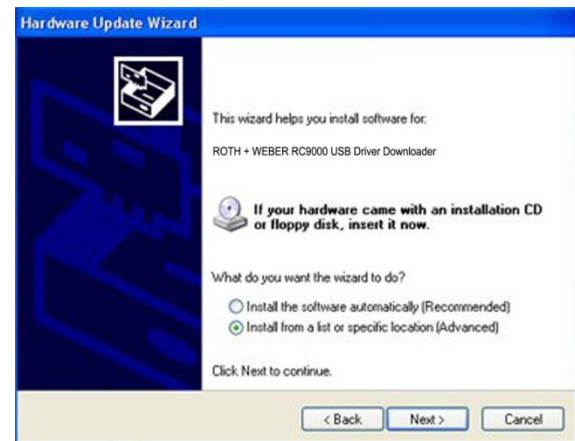 Hardware Update Wizard
This wizard helps you install software for:
ROTH + WEBER RC9000 USB Driver Downloader
If your hardware came with an installation CD
or floppy disk, insert it now.
What do you want the wizard to do?
Install the software automatically (Recommended)
Install from a list or specific location (Advanced)
Click Next to continue.
< Back
Next >
Cancel